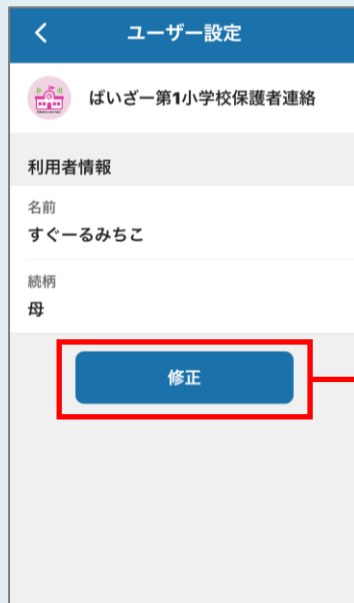 ユーザー設定
ばいざー第1小学校保護者連絡
利用者情報
名前
すぐーるみちこ
続柄
母
修正